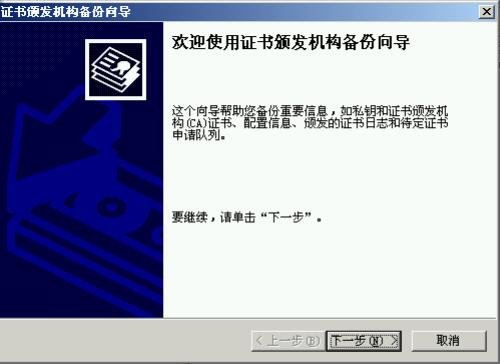 证书颁发机构备份向导
欢迎使用证书颁发机构备份向导
这个向导帮助您备份重要信息，如私钥和证书颁发机
构(CA)证书、配置信息、颁发的证书日志和待定证书
申请队列。
要继续，请单击“下一步”。
< 上一步(B) 下一步(N) > 取消